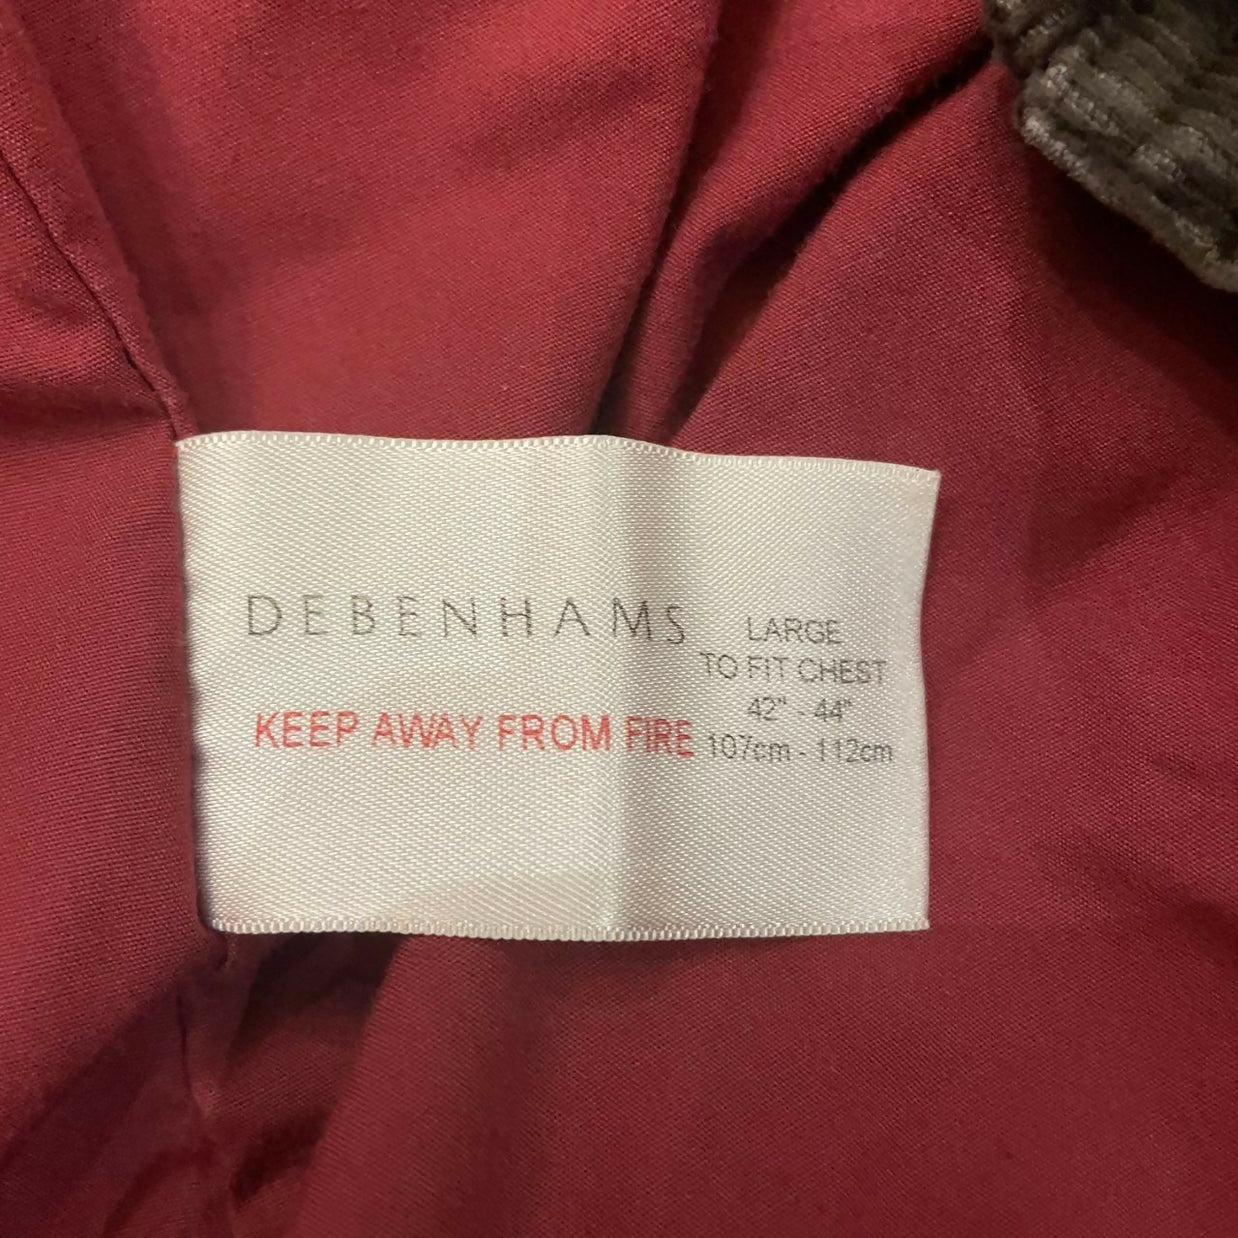 DEBENHAMS
KEEP AWAY FROM FIRE
LARGE
TO FIT CHEST
42" - 44"
107cm - 112cm